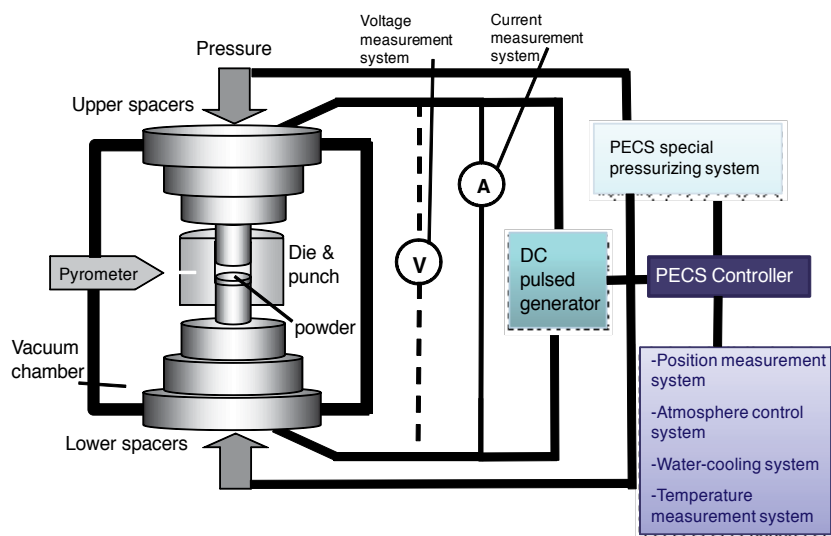 Voltage
measurement
system
Current
measurement
system
Pressure
Upper spacers
PECS special
pressurizing system
A
Die &
punch
Pyrometer
V
DC
pulsed
generator
PECS Controller
powder
Vacuum
chamber
-Position measurement
system
-Atmosphere control
system
-Water-cooling system
-Temperature
measurement system
Lower spacers